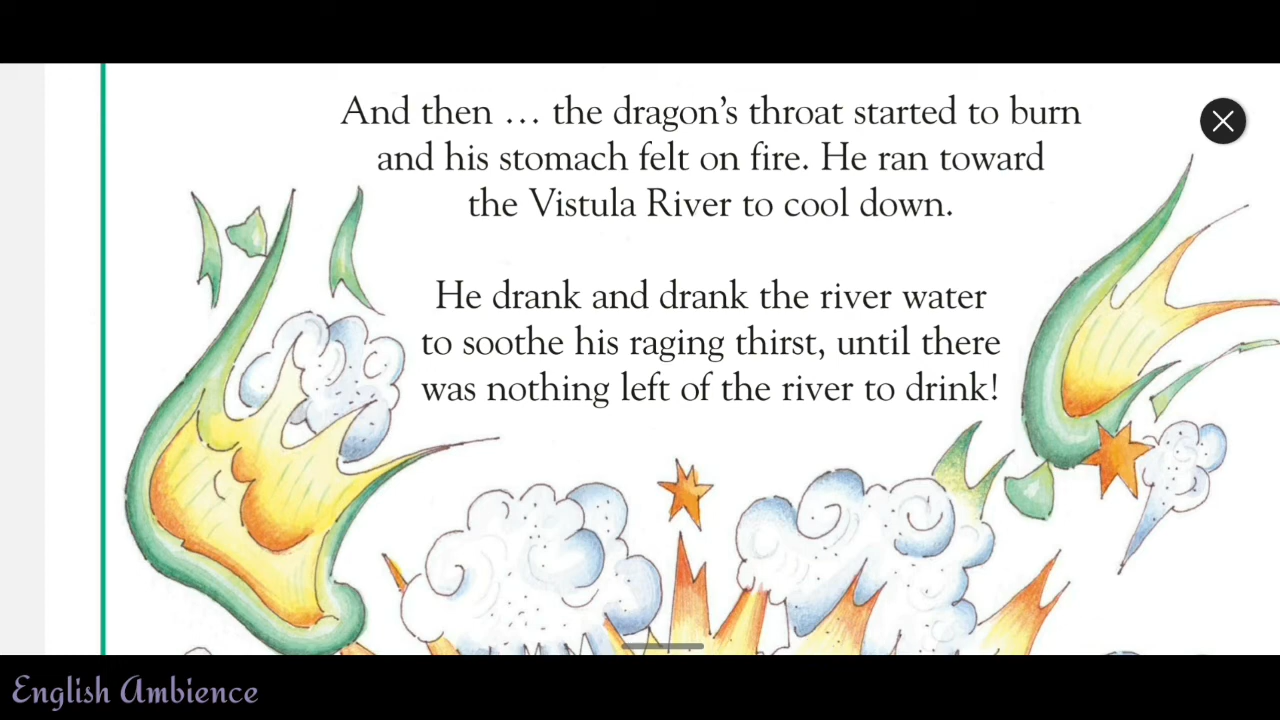 And then … the dragon's throat started to burn
and his stomach felt on fire. He ran toward
the Vistula River to cool down.
He drank and drank the river water
to soothe his raging thirst, until there
was nothing left of the river to drink!
English Ambience